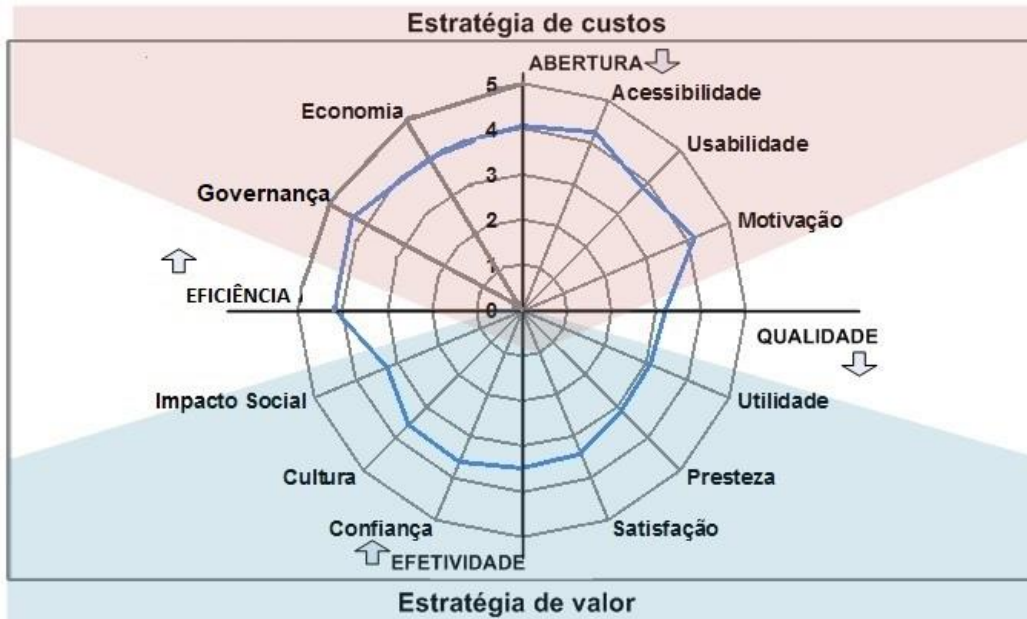 Estratégia de custos
ABERTURA
5
Acessibilidade
Economia
4
Usabilidade
3
Governança
2
Motivação
1
EFICIÊNCIA
0
QUALIDADE
Impacto Social
Utilidade
Cultura
Presteza
Confiança
Satisfação
EFETIVIDADE
Estratégia de valor